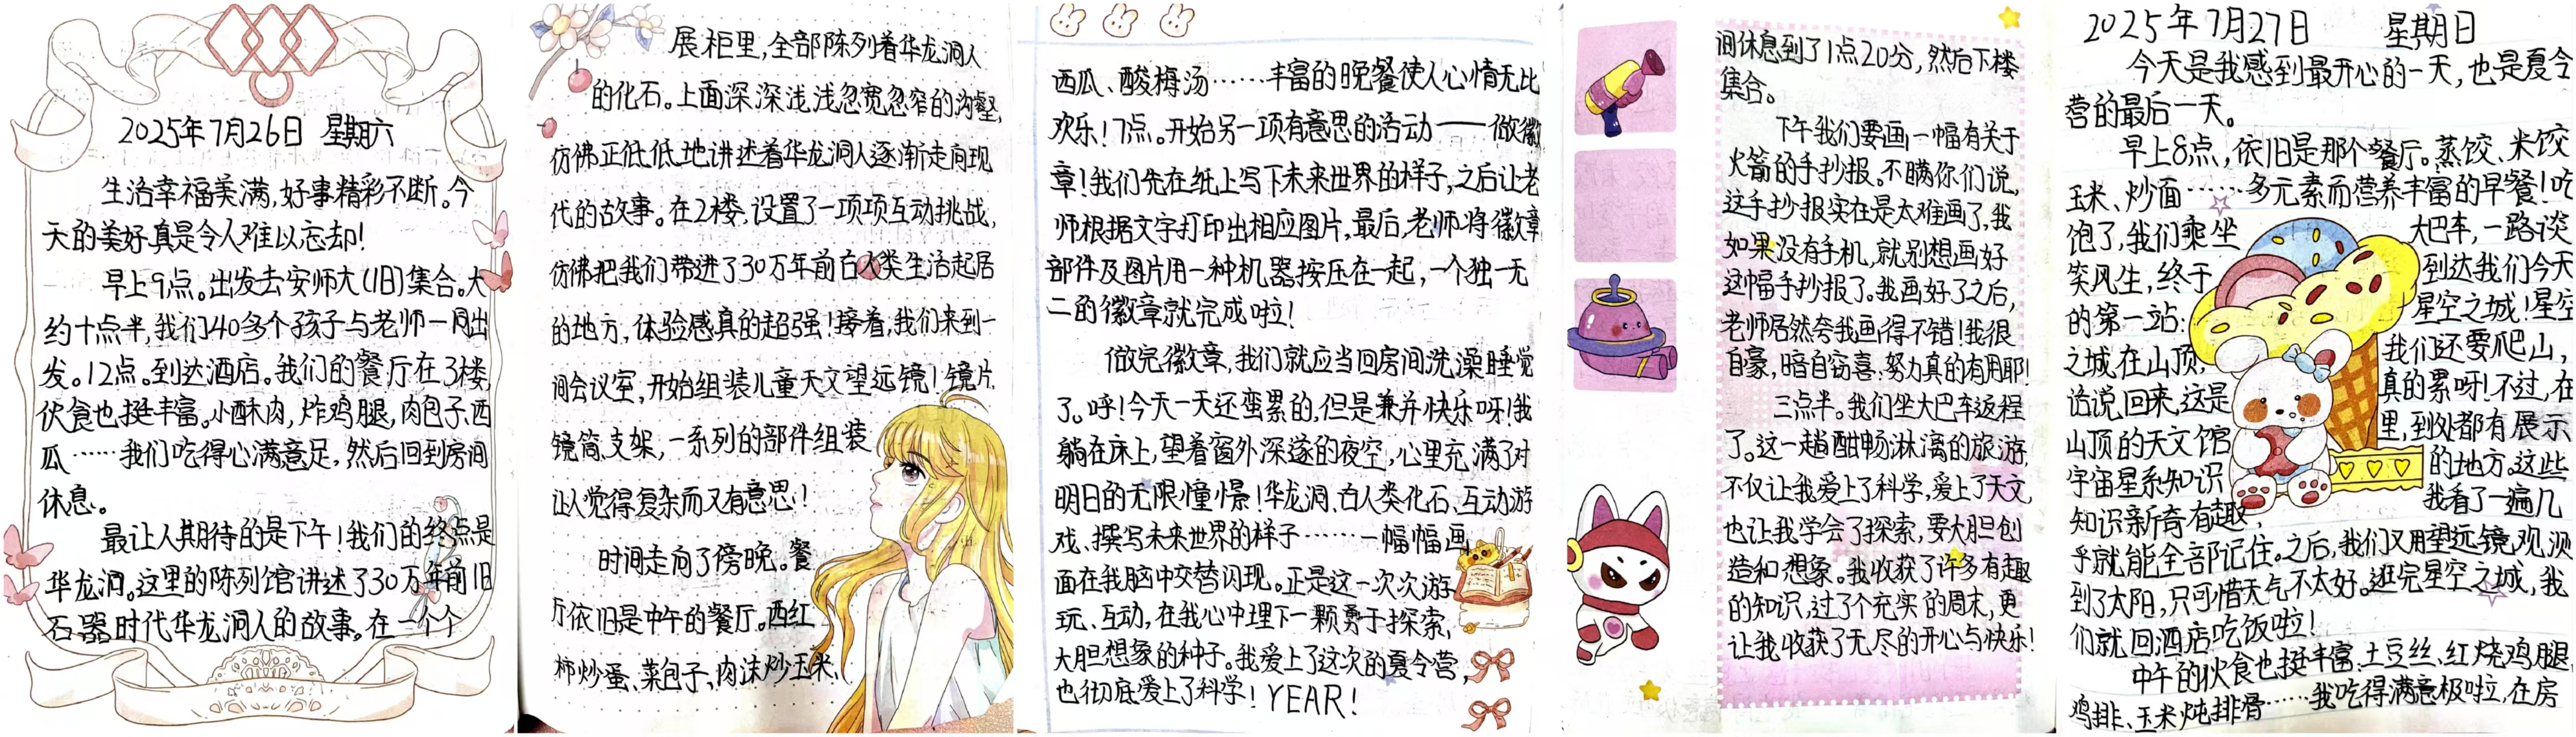 2025年7月26日 星期六
生活幸福美满,好事精彩不断。今
天的美好真是令人难以忘却!
早上9点。出发去安师大(旧)集合。大
约十点半,我们40多个孩子与老师一同出
发。12点。到达酒店。我们的餐厅在3楼,
伙食也挺丰富。小酥肉,炸鸡腿,肉包子,西
瓜……我们吃得心满意足,然后回到房间
休息。
最让人期待的是下午!我们的终点是
华龙洞。这里的陈列馆讲述了30万年前旧
石器时代华龙洞人的故事。在一个个
展柜里,全部陈列着华龙洞人
的化石。上面深深浅浅忽宽忽窄的沟壑,
仿佛正低低地讲述着华龙洞人逐渐走向现
代的故事。在2楼,设置了一项项互动挑战,
仿佛把我们带进了30万年前白人类生活起居
的地方,体验感真的超强!接着,我们来到一
间会议室,开始组装儿童天文望远镜!镜片,
镜筒,支架,一系列的部件组装
让人觉得复杂而又有意思!
时间走向了傍晚。餐
厅依旧是中午的餐厅。西红
柿炒蛋、菜包子、肉沫炒玉米、
西瓜、酸梅汤……丰富的晚餐使人心情无比
欢乐!7点。开始另一项有意思的活动——做徽
章!我们先在纸上写下未来世界的样子,之后让老
师根据文字打印出相应图片,最后,老师将徽章
部件及图片用一种机器按压在一起,一个独一无
二的徽章就完成啦!
做完徽章,我们就应当回房间洗澡睡觉
了。呼!今天一天还蛮累的,但是兼并快乐呀!我
躺在床上,望着窗外深邃的夜空,心里充满了对
明日的无限憧憬!华龙洞、白人类化石、互动游
戏、撰写未来世界的样子………一幅幅画
面在我脑中交替闪现。正是这一次次游
玩、互动,在我心中埋下一颗勇于探索,
大胆想象的种子。我爱上了这次的夏令营,
也彻底爱上了科学!YEAR!
间休息到了1点20分,然后下楼
集合。
下午我们要画一幅有关于
火箭的手抄报。不瞒你们说,
这手抄报实在是太难画了,我
如果没有手机,就别想画好
这幅手抄报了。我画好了之后,
老师居然夸我画得不错!我很
自豪,暗自窃喜,努力真的有用耶!
三点半。我们坐大巴车返程
了。这一趟酣畅淋漓的旅游,
不仅让我爱上了科学,爱上了天文,
也让我学会了探索,要大胆创
造和想象。我收获了许多有趣
的知识,过了个充实的周末,更
让我收获了无尽的开心与快乐!
2025年7月27日 星期日
今天是我感到最开心的一天,也是夏令
营的最后一天。
早上8点,依旧是那个餐厅。蒸饺、米饺
玉米、炒面……多元素而营养丰富的早餐!吃
饱了,我们乘坐大巴车,一路谈
笑风生,终于到达我们今天
的第一站:星空之城!星空
之城,在山顶,我们还要爬山,
话说回来,这是真的累呀!不过,在
山顶的天文馆里,到处都有展示
宇宙星系知识的地方。这些
知识新奇有趣,我看了一遍几
乎就能全部记住。之后,我们又用望远镜,观测
到了太阳,只可惜天气不太好。逛完星空之城,我
们就回酒店吃饭啦!
中午的伙食也挺丰富,土豆丝、红烧鸡腿
鸡排、玉米炖排骨……我吃得满意极啦,在房